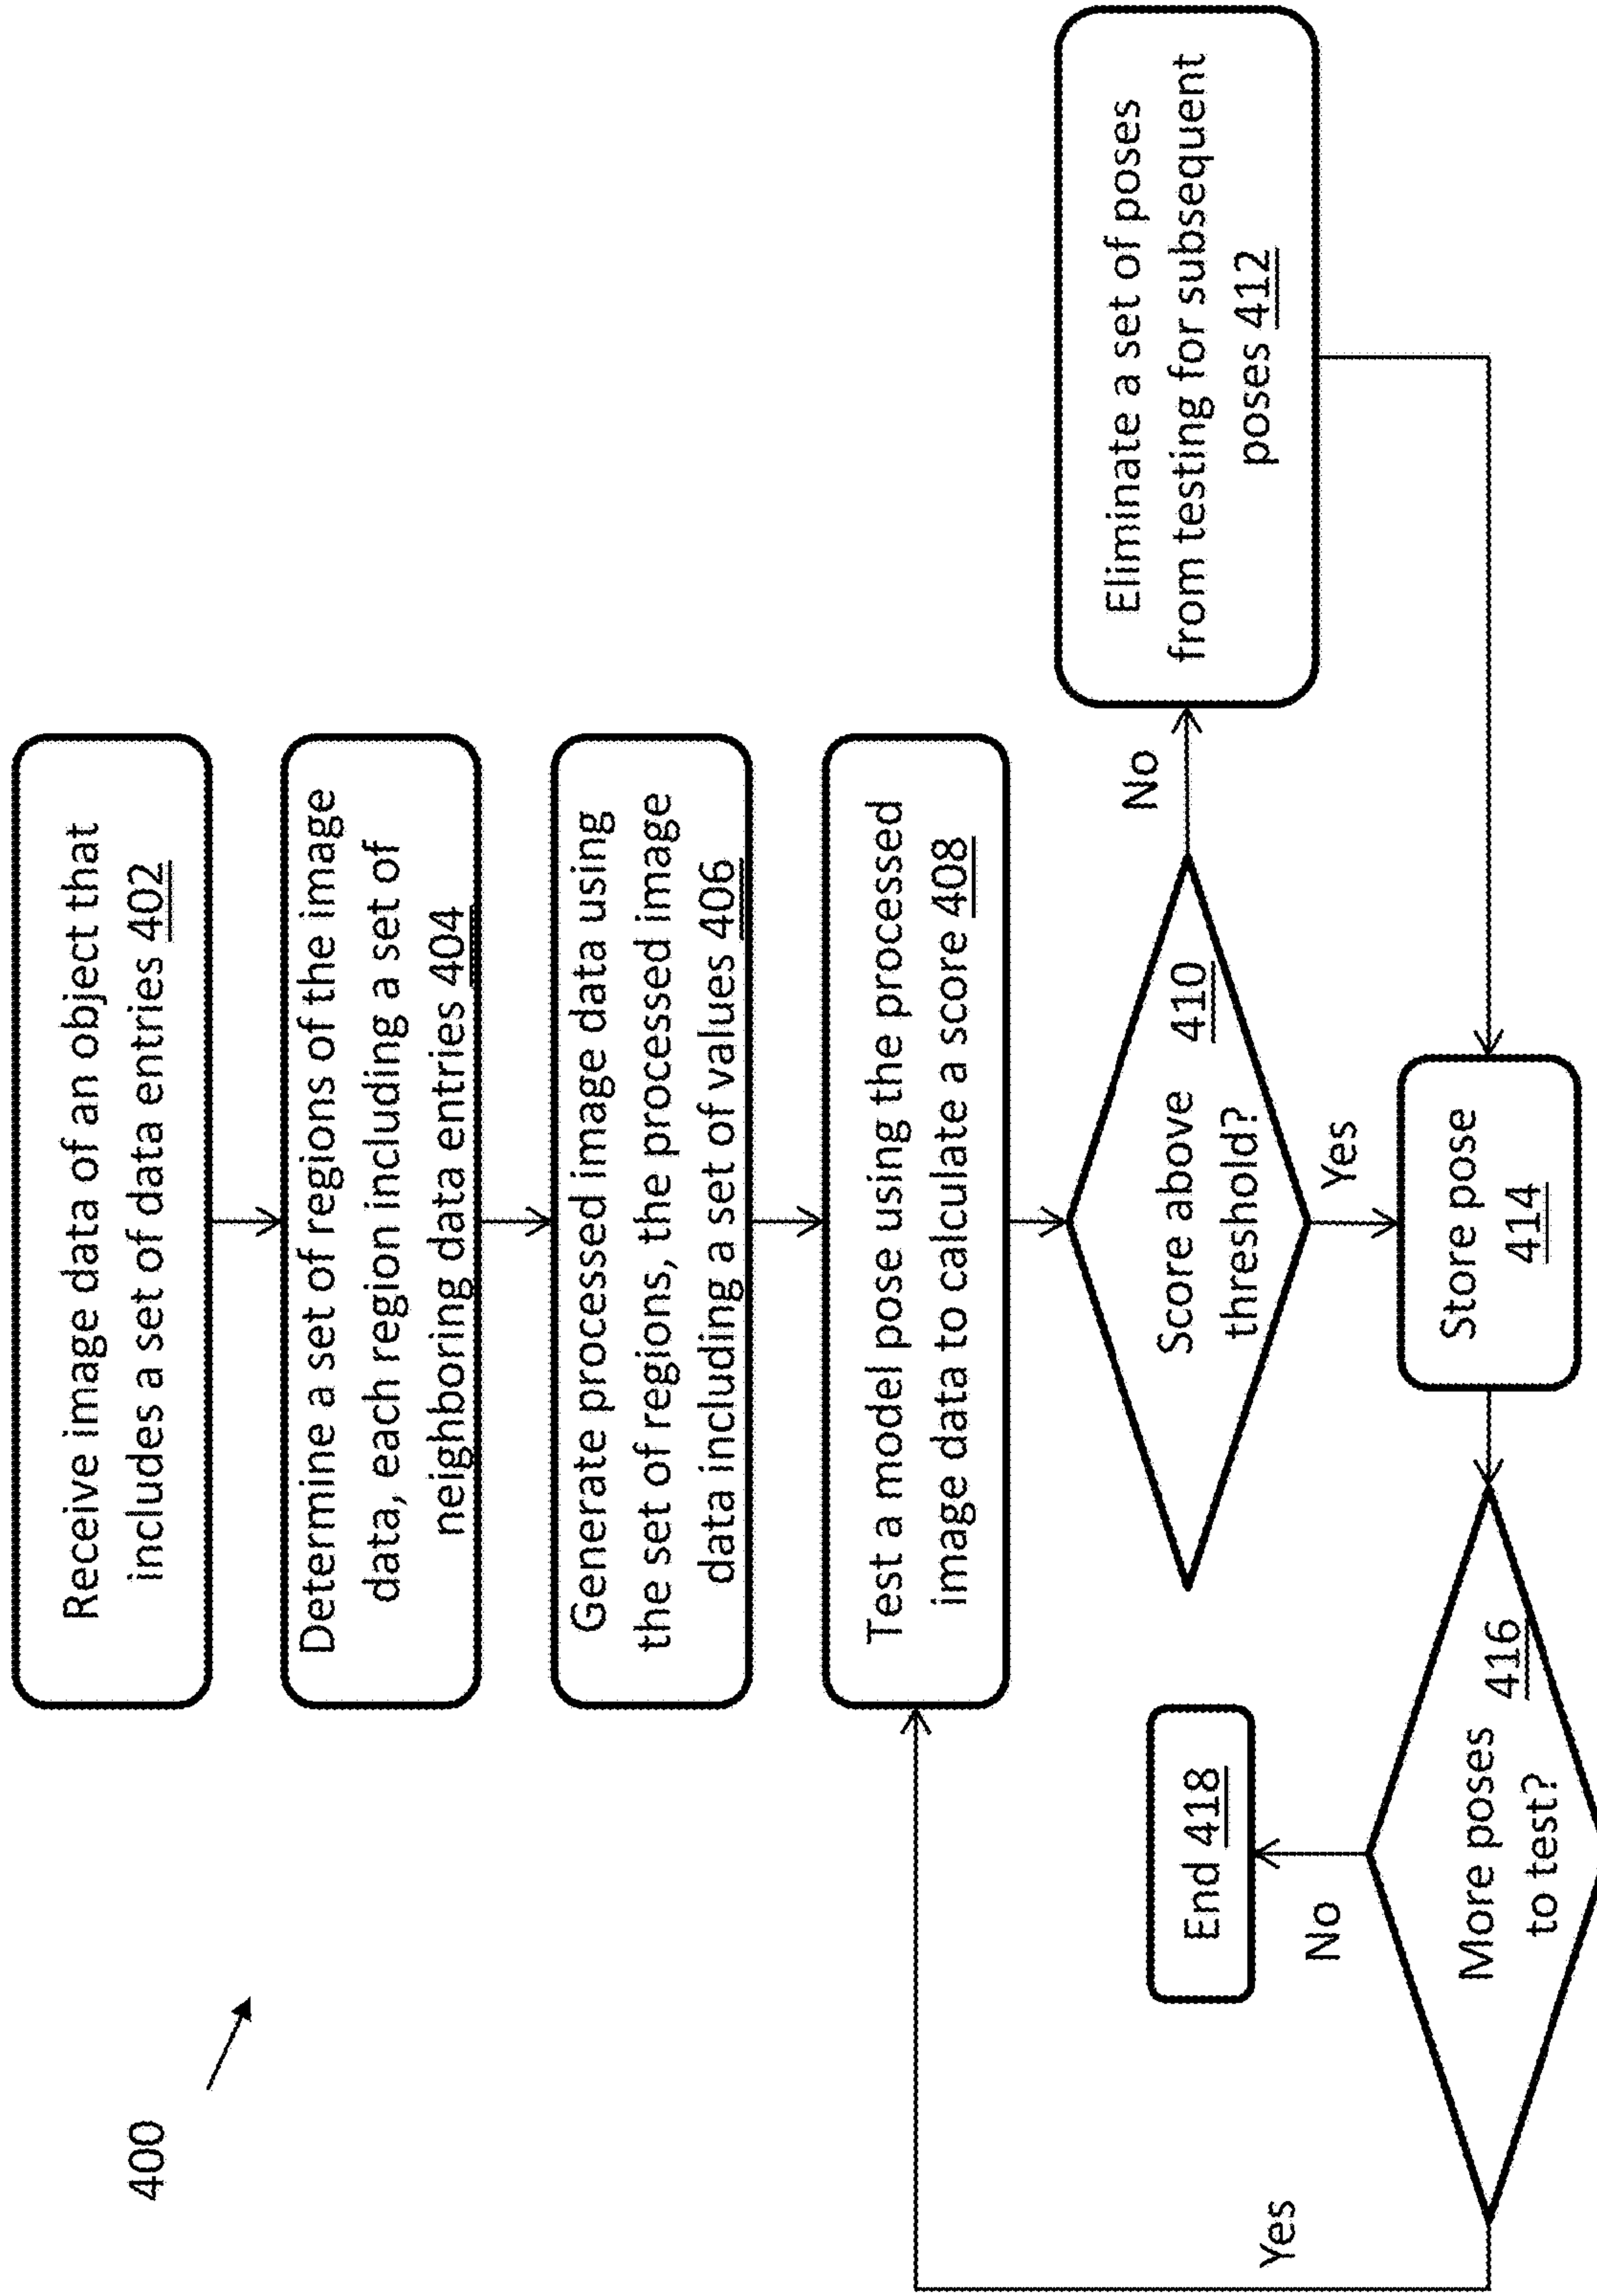 400
Receive image data of an object that
includes a set of data entries 402
Determine a set of regions of the image
data, each region including a set of
neighboring data entries 404
Generate processed image data using
the set of regions, the processed image
data including a set of values 406
Test a model pose using the processed
image data to calculate a score 408
Score above
threshold?
410
No
Eliminate a set of poses
from testing for subsequent
poses 412
Yes
Store pose
414
More poses
to test?
416
No
End 418
Yes